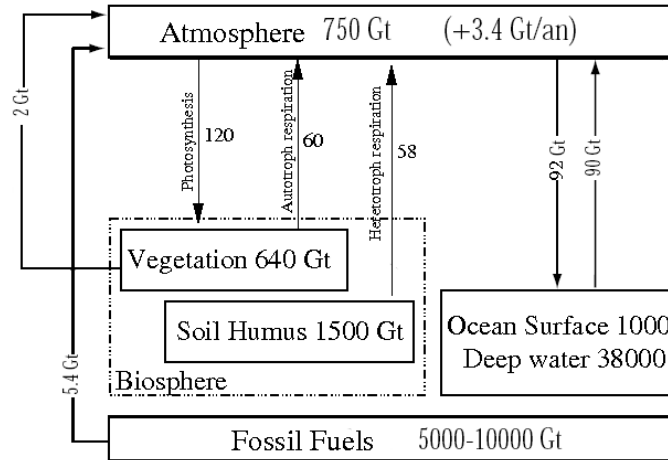 Atmosphere 750 Gt (+3.4 Gt/an)
2 Gt
Photosynthesis
120
Autotroph respiration
60
Heretotroph respiration
58
92 Gt
90 Gt
Vegetation 640 Gt
Soil Humus 1500 Gt
Biosphere
Ocean Surface 1000
Deep water 38000
5.4 Gt
Fossil Fuels 5000-10000 Gt